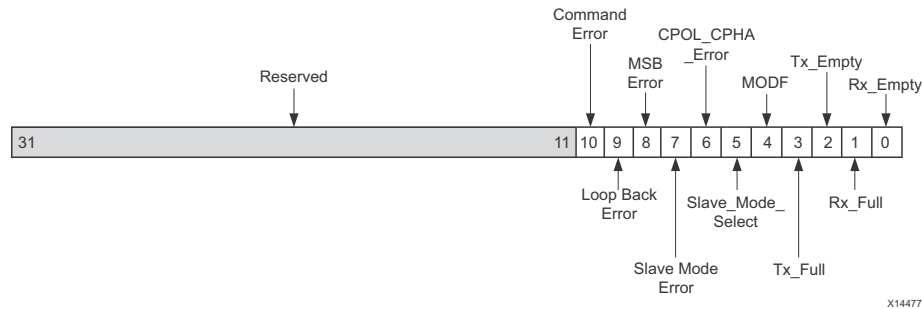 Command
Error
CPOL_CPHA
_Error
Reserved
MSB
Error
MODF
Tx_Empty
Rx_Empty
31
11
10
9
8
7
6
5
4
3
2
1
0
Loop Back
Error
Slave_Mode_
Select
Rx_Full
Slave Mode
Error
Tx_Full
X14477